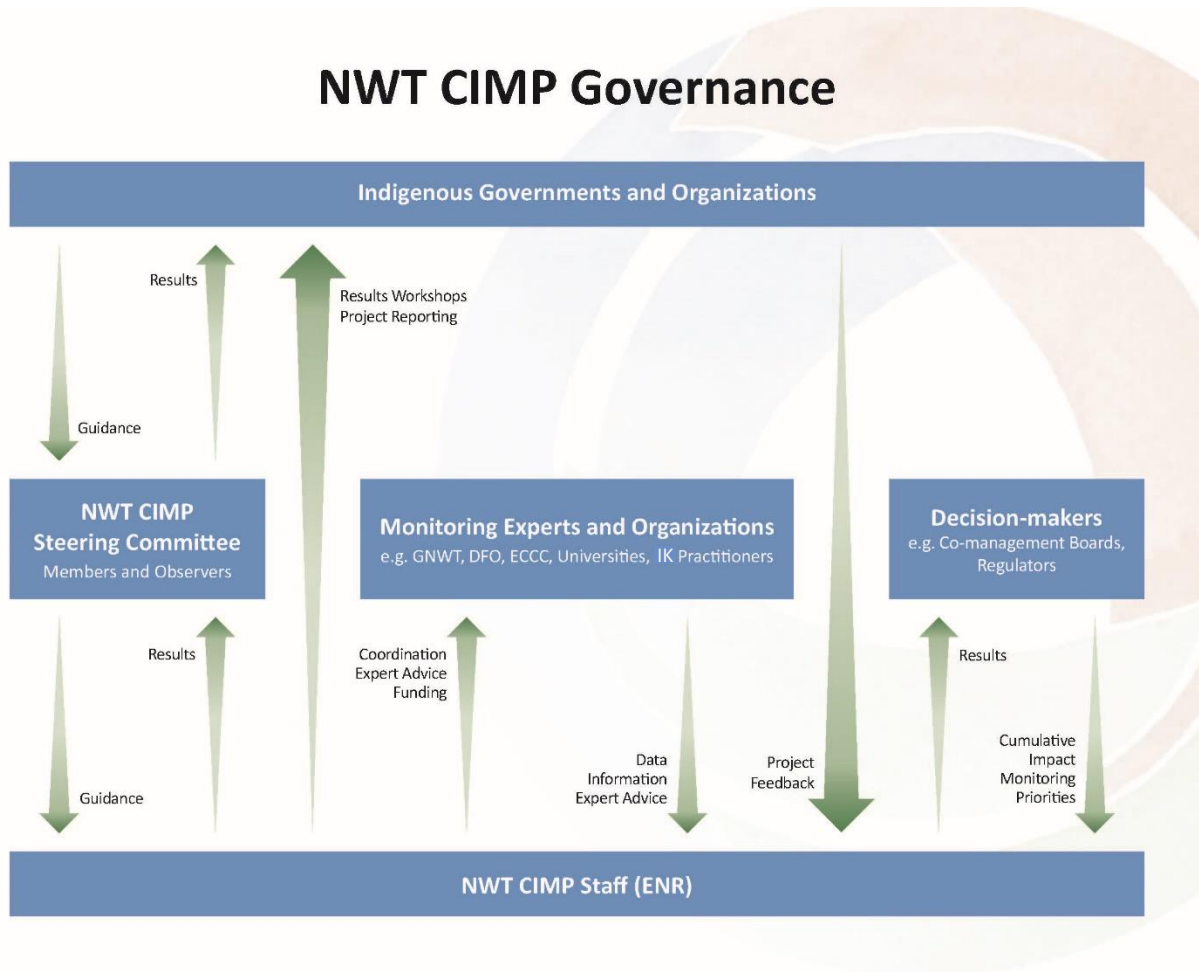 NWT CIMP Governance
Indigenous Governments and Organizations
Results
Results Workshops
Project Reporting
Guidance
NWT CIMP
Steering Committee
Members and Observers
Monitoring Experts and Organizations
e.g. GNWT, DFO, ECCC, Universities, IK Practitioners
Decision-makers
e.g. Co-management Boards,
Regulators
Guidance
Results
Coordination
Expert Advice
Funding
Data
Information
Expert Advice
Project
Feedback
Results
Cumulative
Impact
Monitoring
Priorities
NWT CIMP Staff (ENR)